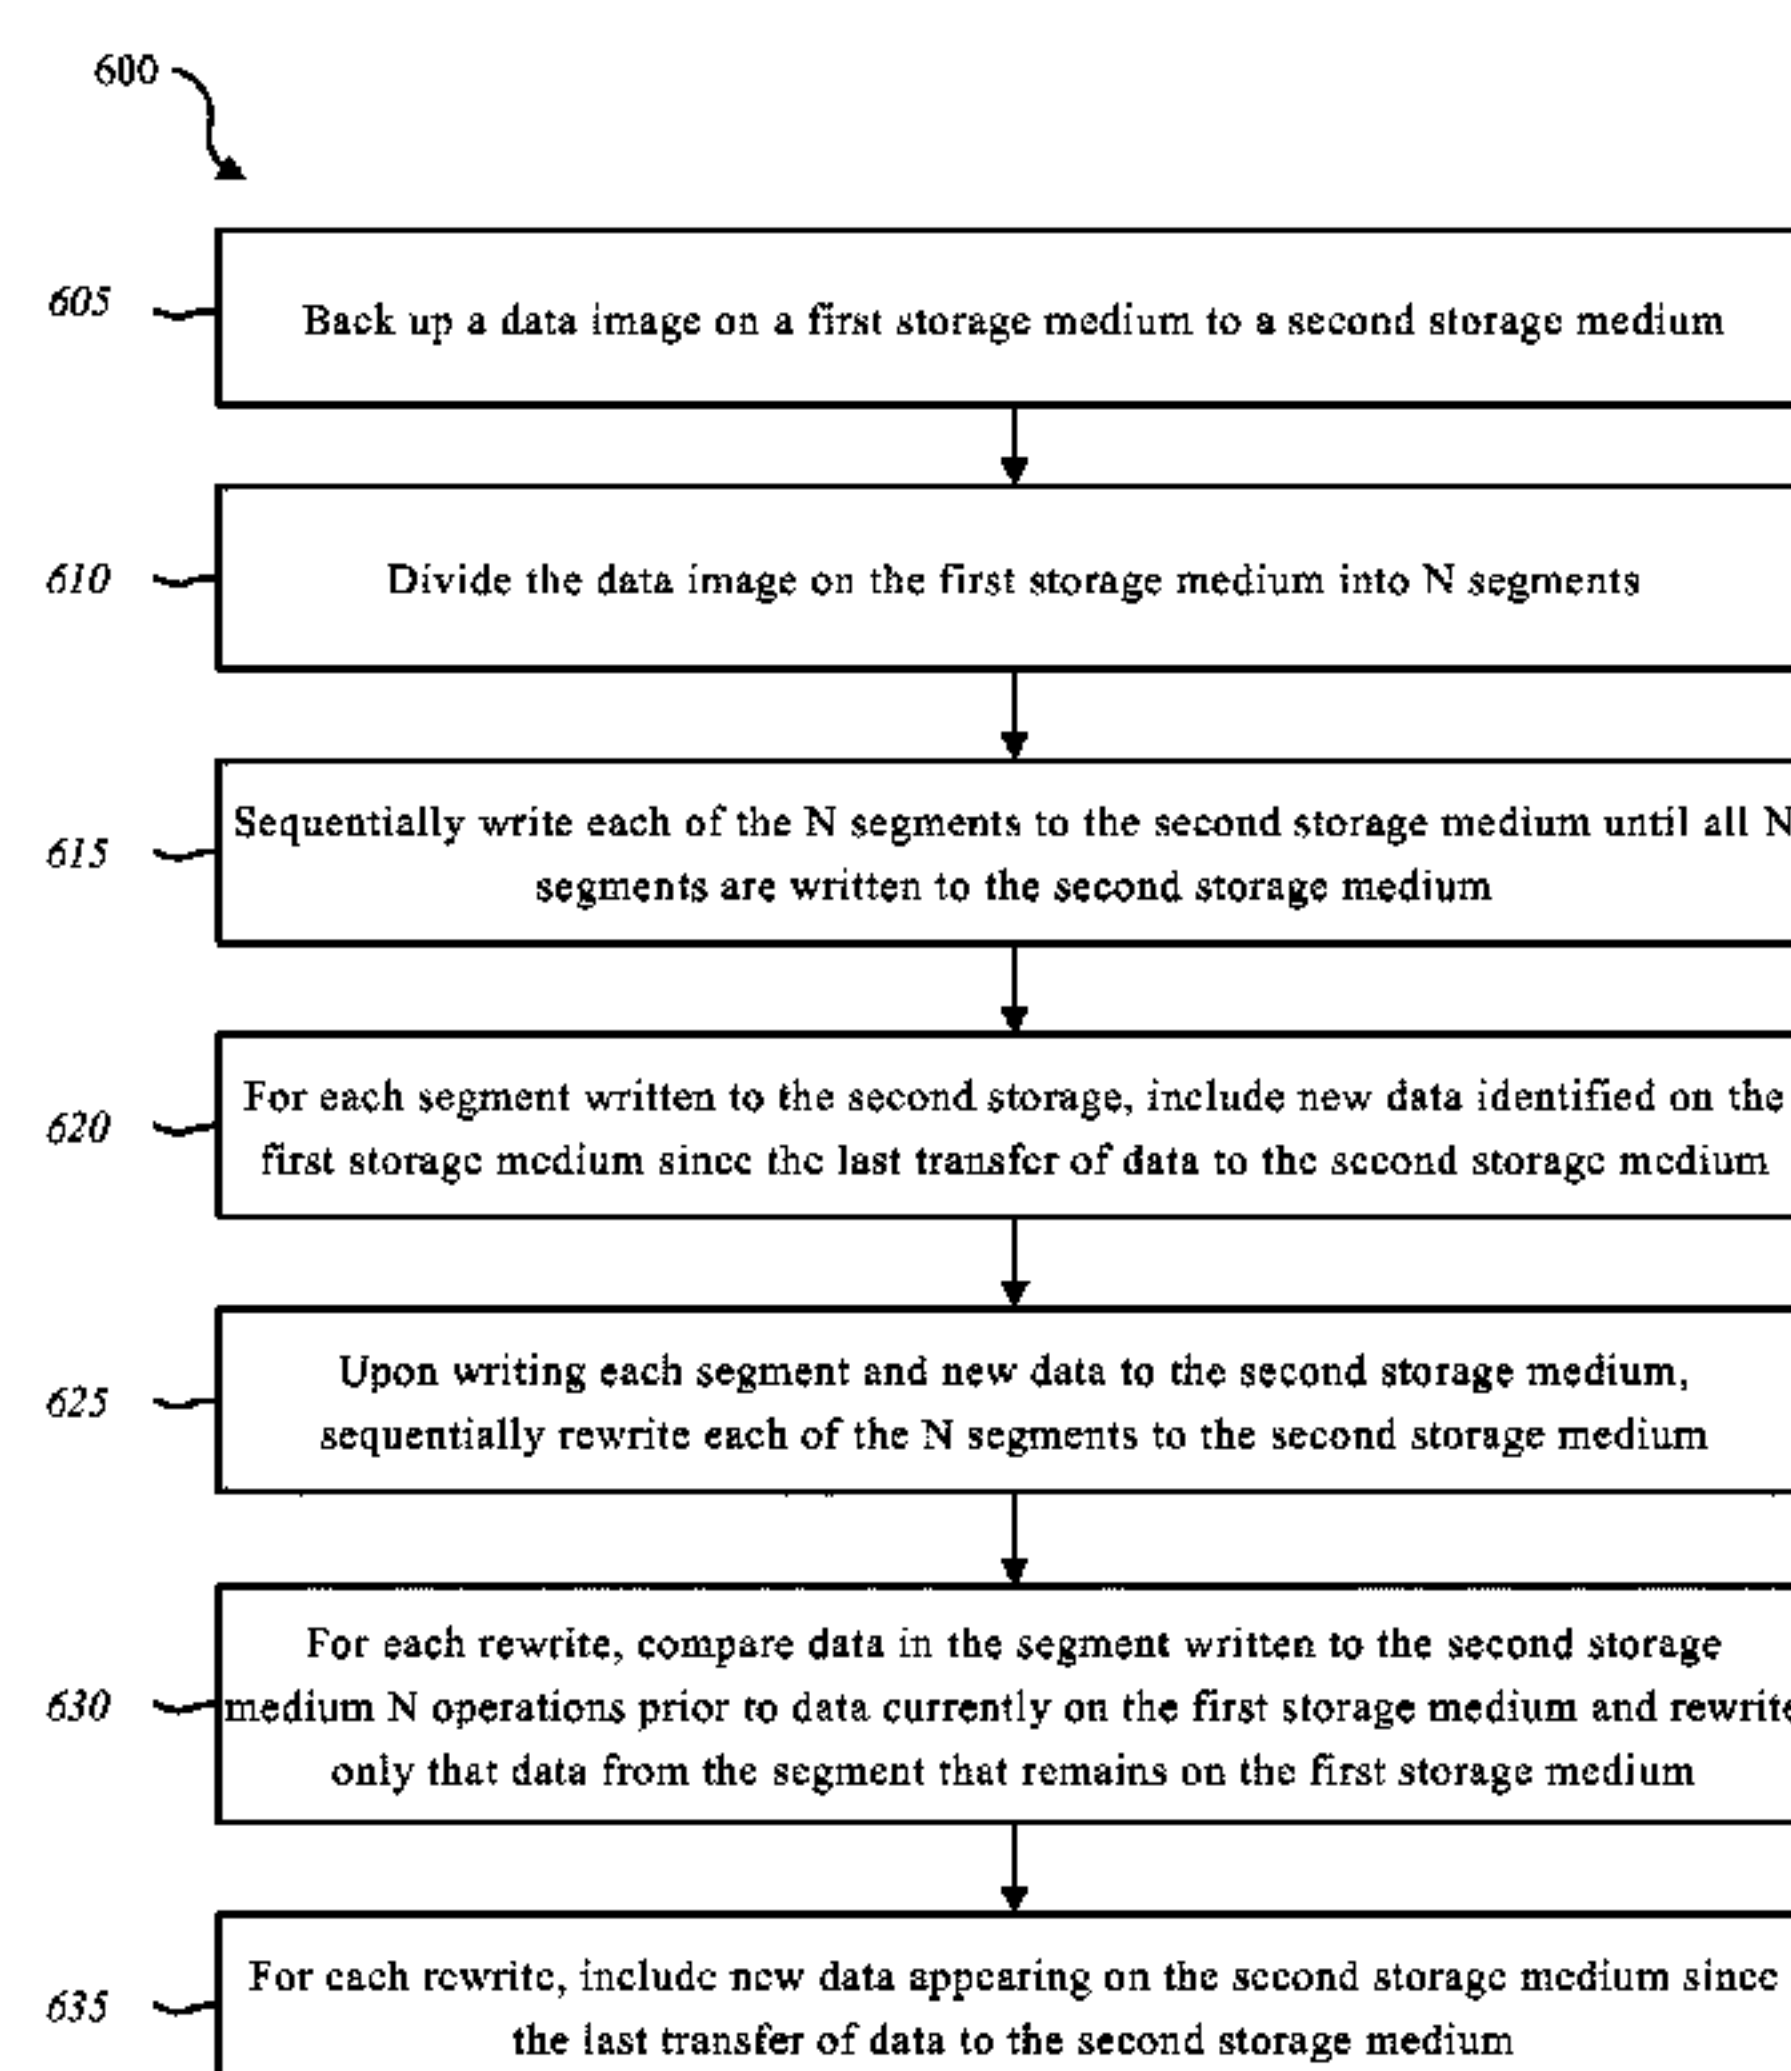 600
605
Back up a data image on a first storage medium to a second storage medium
610
Divide the data image on the first storage medium into N segments
615
Sequentially write each of the N segments to the second storage medium until all N
segments are written to the second storage medium
620
For each segment written to the second storage, include new data identified on the
first storage medium since the last transfer of data to the second storage medium
625
Upon writing each segment and new data to the second storage medium,
sequentially rewrite each of the N segments to the second storage medium
630
For each rewrite, compare data in the segment written to the second storage
medium N operations prior to data currently on the first storage medium and rewrite
only that data from the segment that remains on the first storage medium
635
For each rewrite, include new data appearing on the second storage medium since
the last transfer of data to the second storage medium